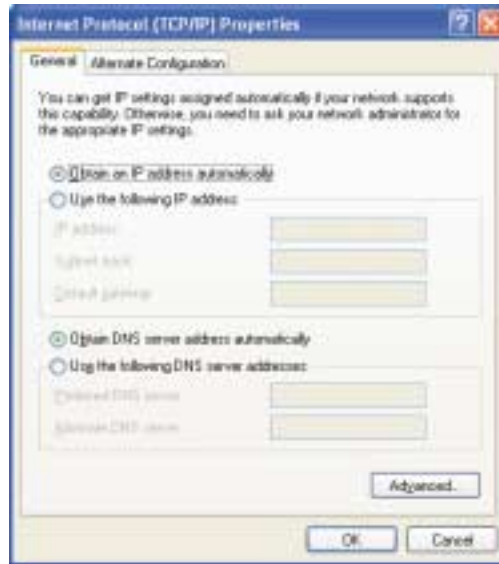 Internet Protocol (TCP/IP) Properties
General
Alternate Configuration
You can get IP settings assigned automatically if your network supports
this capability. Otherwise, you need to ask your network administrator for
the appropriate IP settings.
Obtain an IP address automatically
Use the following IP address:
IP address:
Subnet mask:
Default gateway:
Obtain DNS server address automatically
Use the following DNS server addresses:
Preferred DNS server:
Alternate DNS server:
Advanced...
OK
Cancel